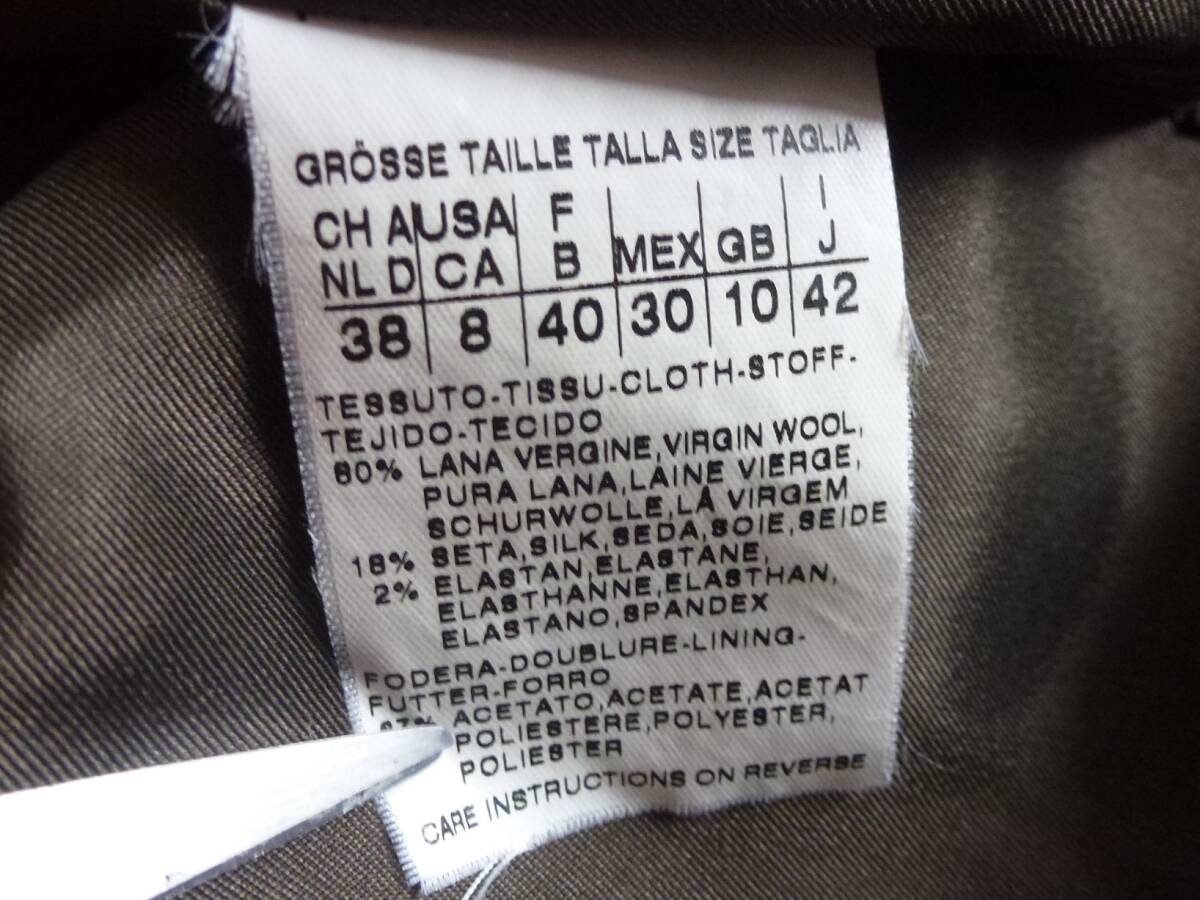 GRÖSSE TAILLE TALLA SIZE TAGLIA
CH A USA F I
NL D CA B MEX GB J
38 8 40 30 10 42
TESSUTO-TISSU-CLOTH-STOFF-
TEJIDO-TECIDO
80% LANA VERGINE,VIRGIN WOOL,
PURA LANA,LAINE VIERGE,
SCHURWOLLE,LA VIRGEM
18% SETA,SILK,SEDA,SOIE,SEIDE
2% ELASTAN,ELASTANE,
ELASTHANNE,ELASTHAN,
ELASTANO,SPANDEX
FODERA-DOUBLURE-LINING-
FUTTER-FORRO
ACETATO,ACETATE,ACETAT
POLIESTERE,POLYESTER,
POLIESTER
CARE INSTRUCTIONS ON REVERSE